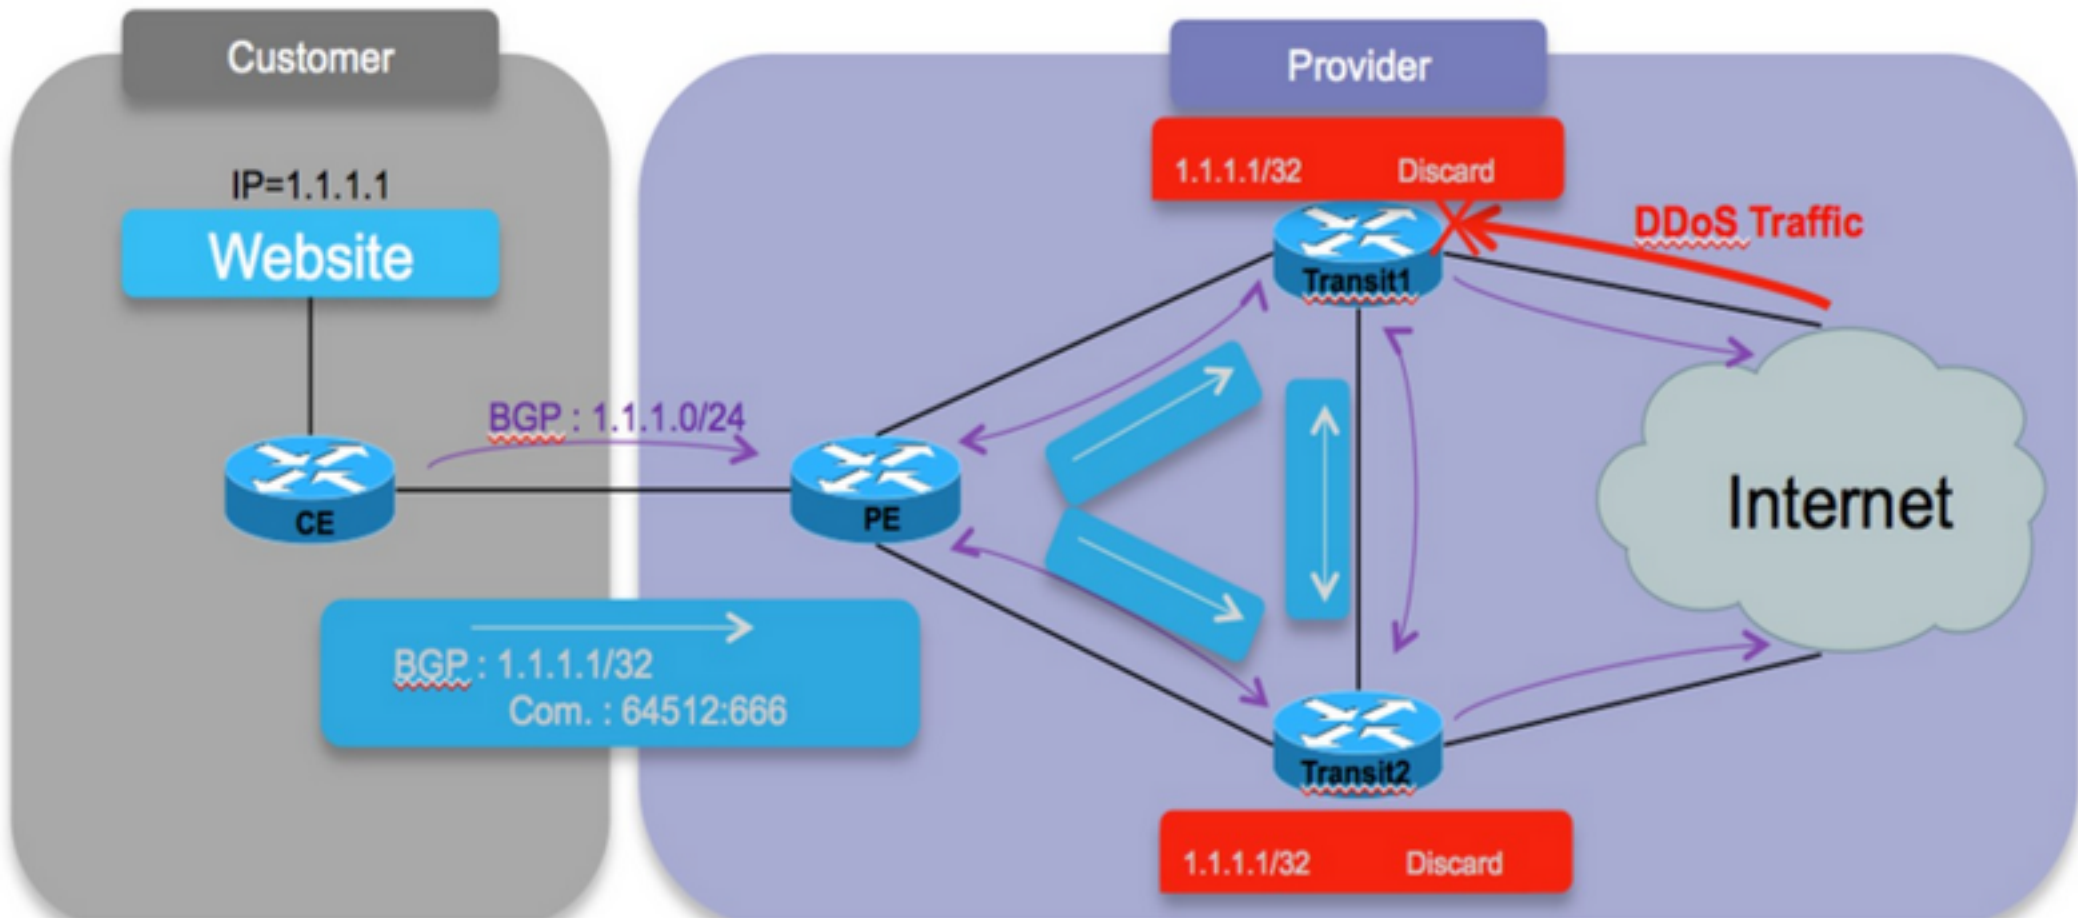 Customer
Provider
IP=1.1.1.1
Website
1.1.1.1/32 Discard
DDoS Traffic
Transit1
BGP : 1.1.1.0/24
CE
PE
Internet
BGP : 1.1.1.1/32
Com. : 64512:666
Transit2
1.1.1.1/32 Discard